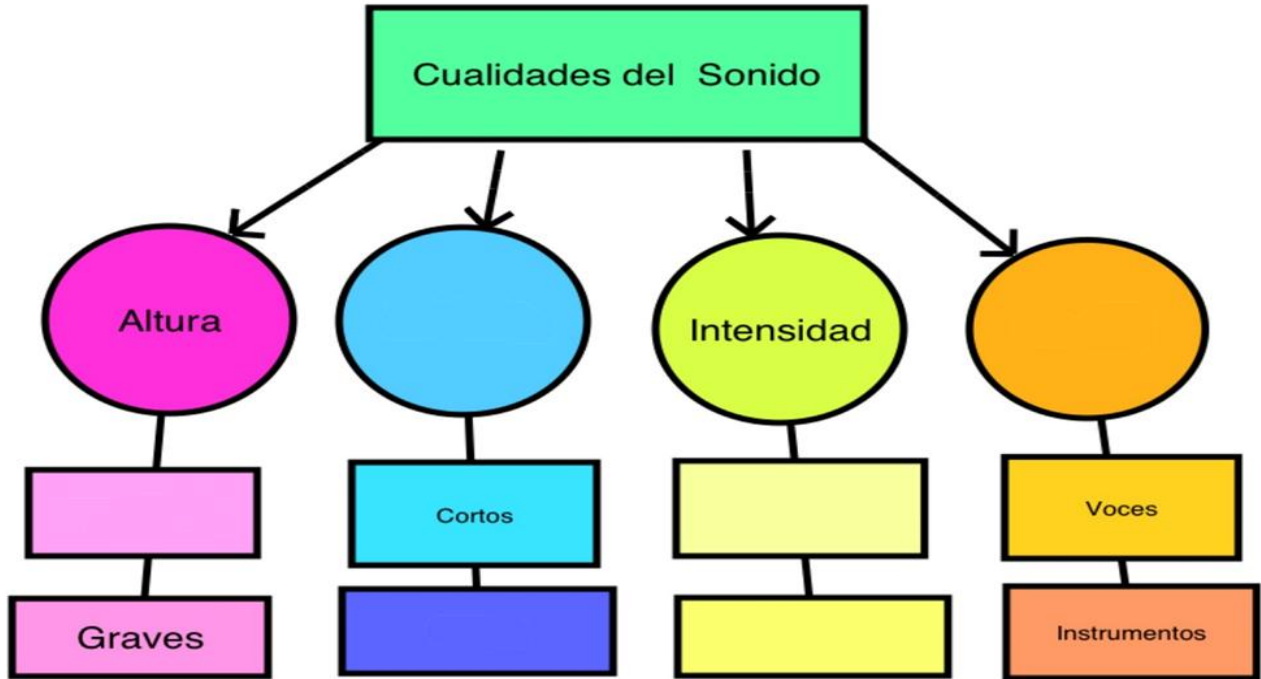 Cualidades del Sonido
Altura
Intensidad
Cortos
Voces
Graves
Instrumentos